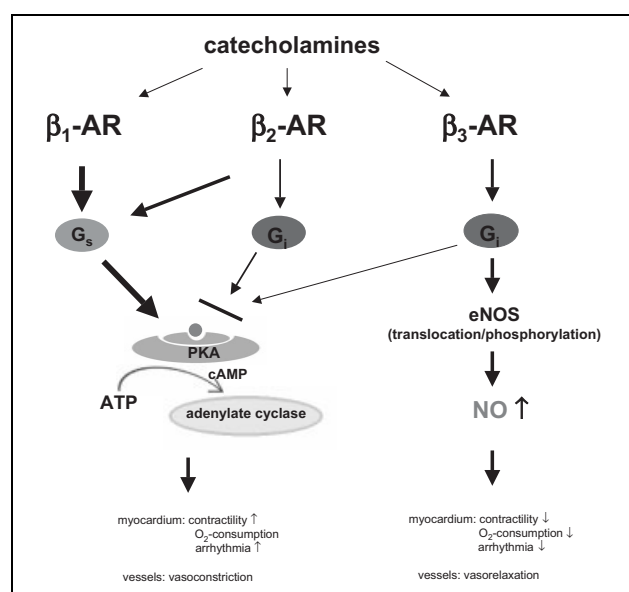 catecholamines
β₁-AR β₂-AR β₃-AR
Gₛ Gᵢ Gᵢ
eNOS
(translocation/phosphorylation)
PKA
cAMP
ATP
adenylate cyclase
NO ↑
myocardium: contractility ↑
O₂-consumption
arrhythmia ↑
vessels: vasoconstriction
myocardium: contractility ↓
O₂-consumption ↓
arrhythmia ↓
vessels: vasorelaxation